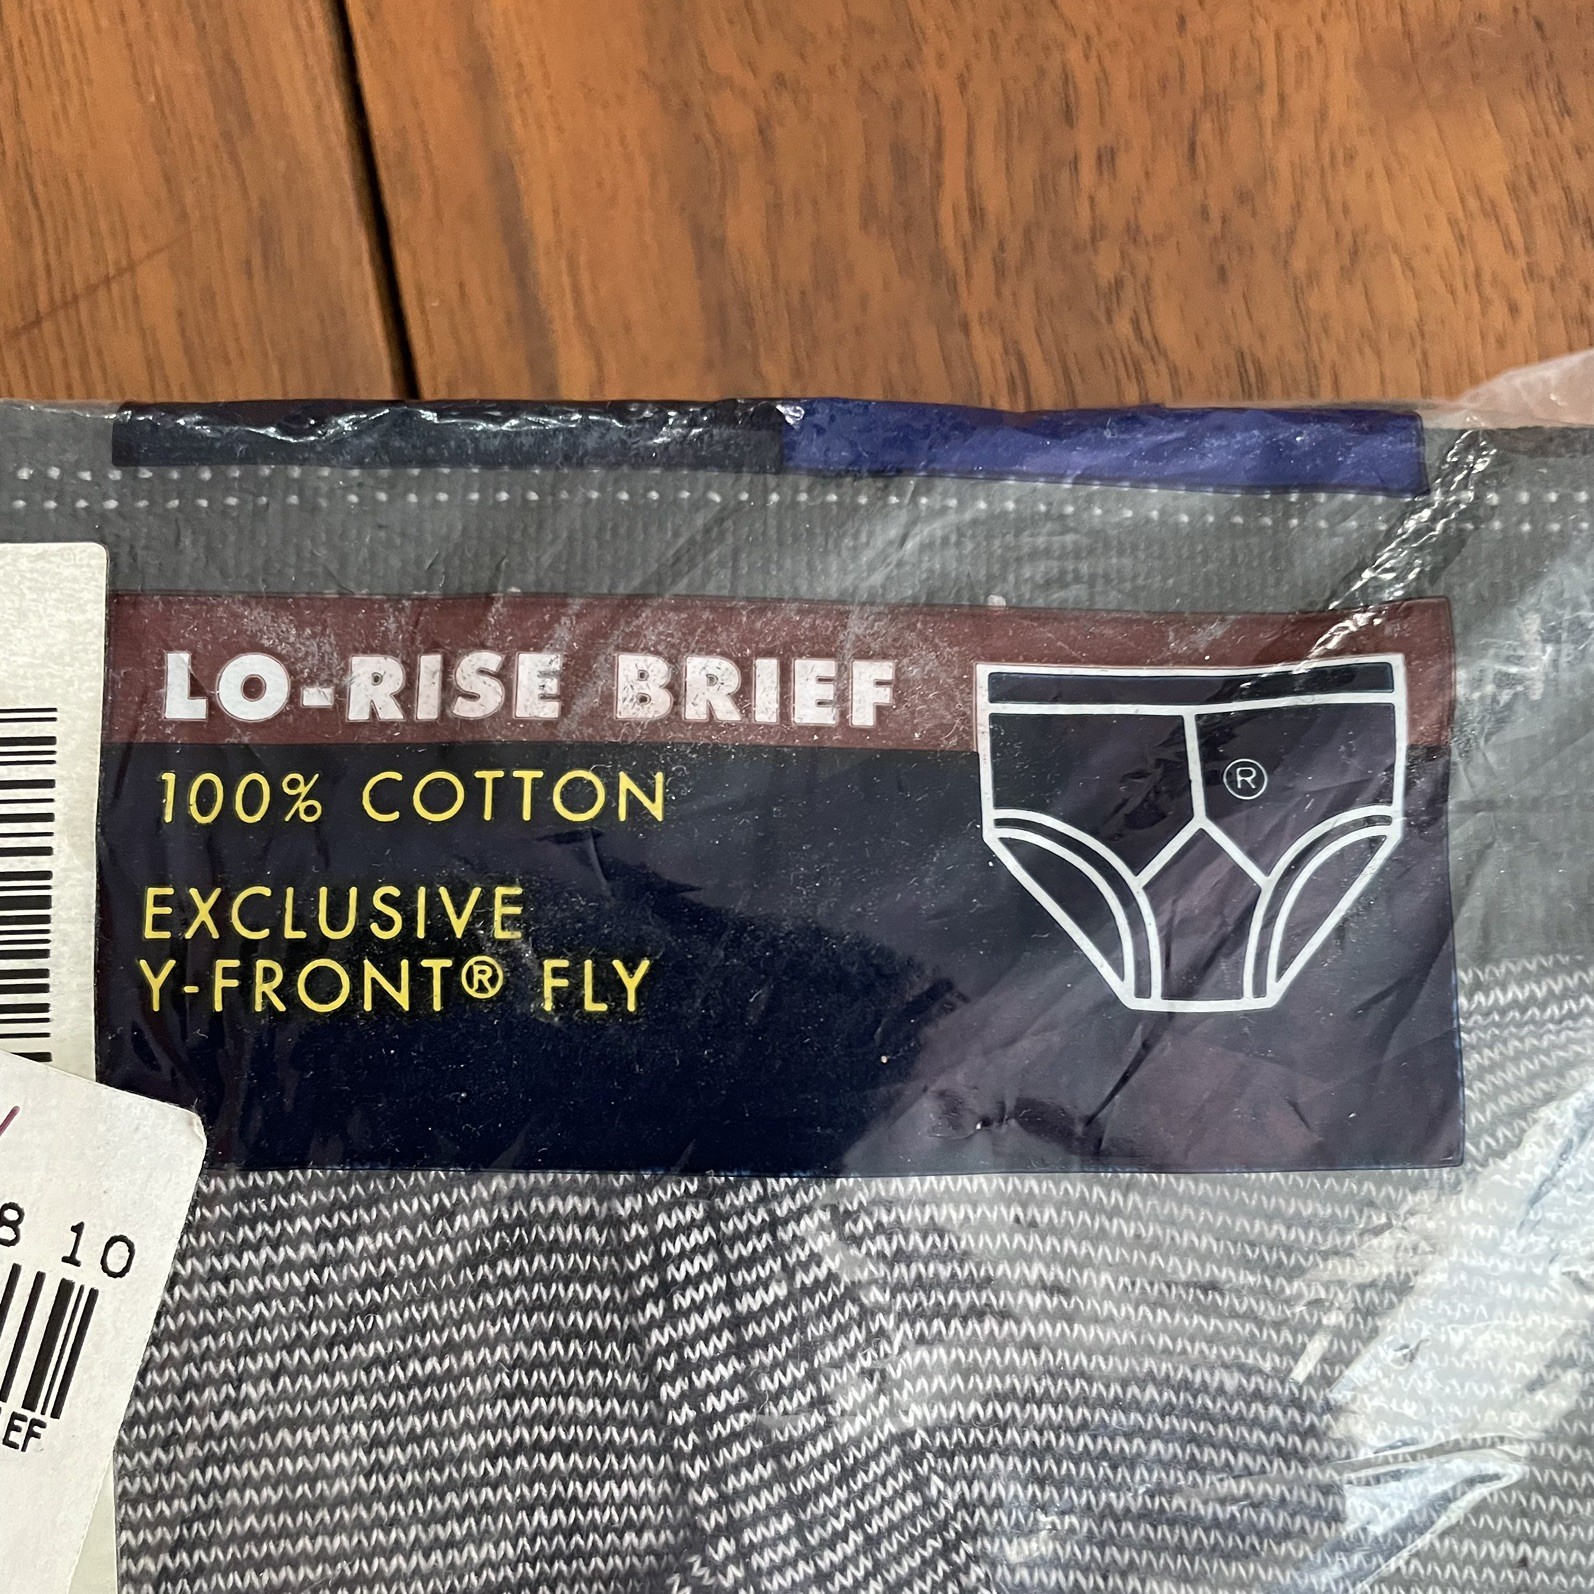 LO-RISE BRIEF
100% COTTON
EXCLUSIVE
Y-FRONT® FLY
®
8 10
EF